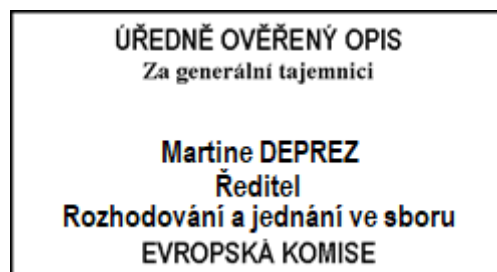 ÚŘEDNĚ OVĚŘENÝ OPIS
Za generální tajemnici
Martine DEPREZ
Ředitel
Rozhodování a jednání ve sboru
EVROPSKÁ KOMISE